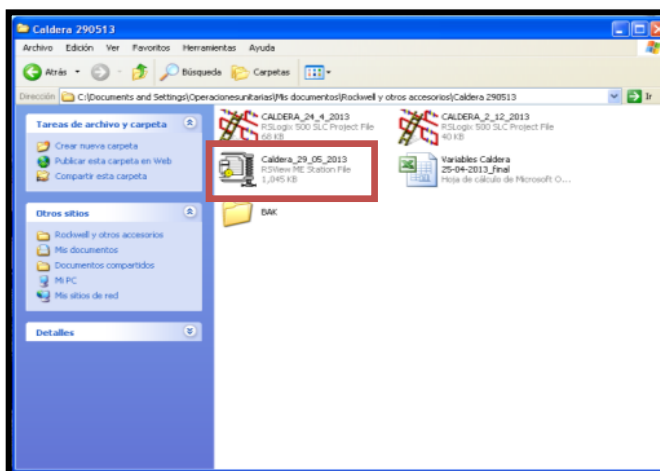 Caldera 290513
Archivo Edición Ver Favoritos Herramientas Ayuda
Atrás Búsqueda Carpetas
Dirección C:\Documents and Settings\Operacionesunitarias\Mis documentos\Rockwell y otros accesorios\Caldera 290513 Ir
Tareas de archivo y carpeta
Crear nueva carpeta
Publicar esta carpeta en Web
Compartir esta carpeta
Otros sitios
Rockwell y otros accesorios
Mis documentos
Documentos compartidos
Mi PC
Mis sitios de red
Detalles
CALDERA_24_4_2013
RSLogix 500 SLC Project File
68 KB
CALDERA_2_12_2013
RSLogix 500 SLC Project File
40 KB
Caldera_29_05_2013
RSView ME Station File
1,045 KB
Variables Caldera
25-04-2013_final
Hoja de cálculo de Microsoft O...
BAK